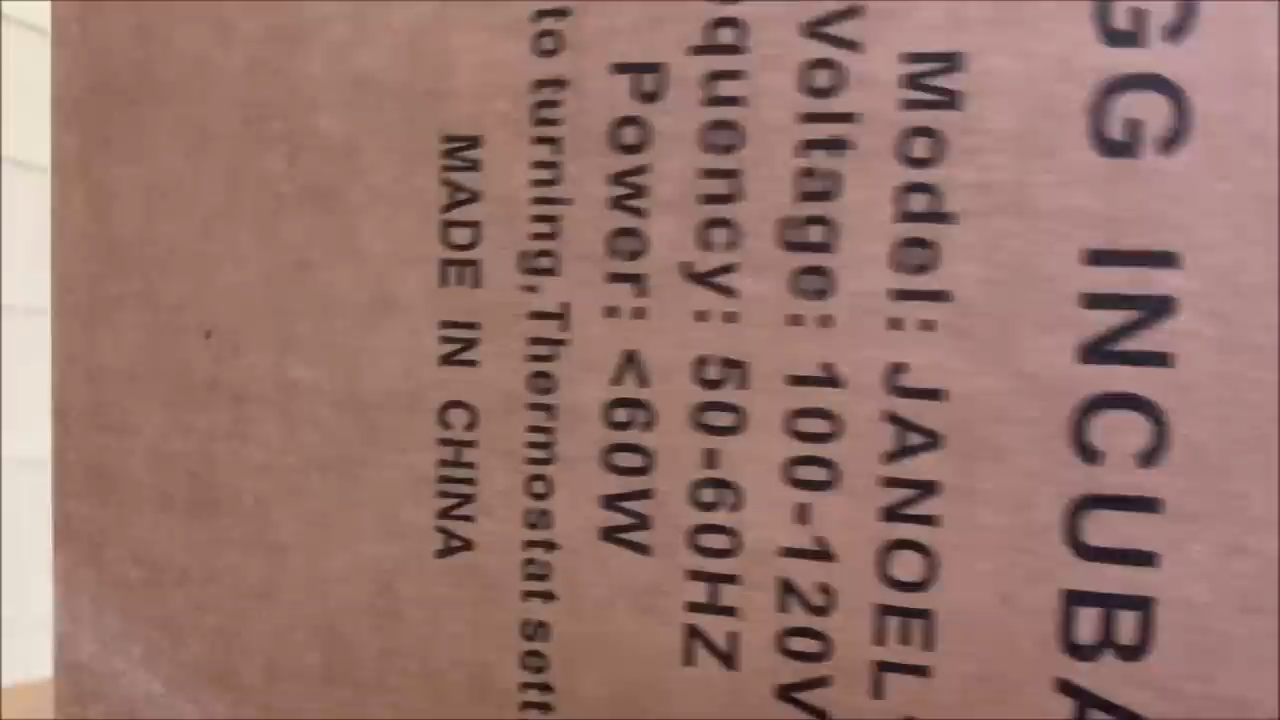 GG INCUBA
Model: JANOEL
Voltage: 100-120V
quency: 50-60HZ
Power: <60W
to turning,Thermostat sett
MADE IN CHINA